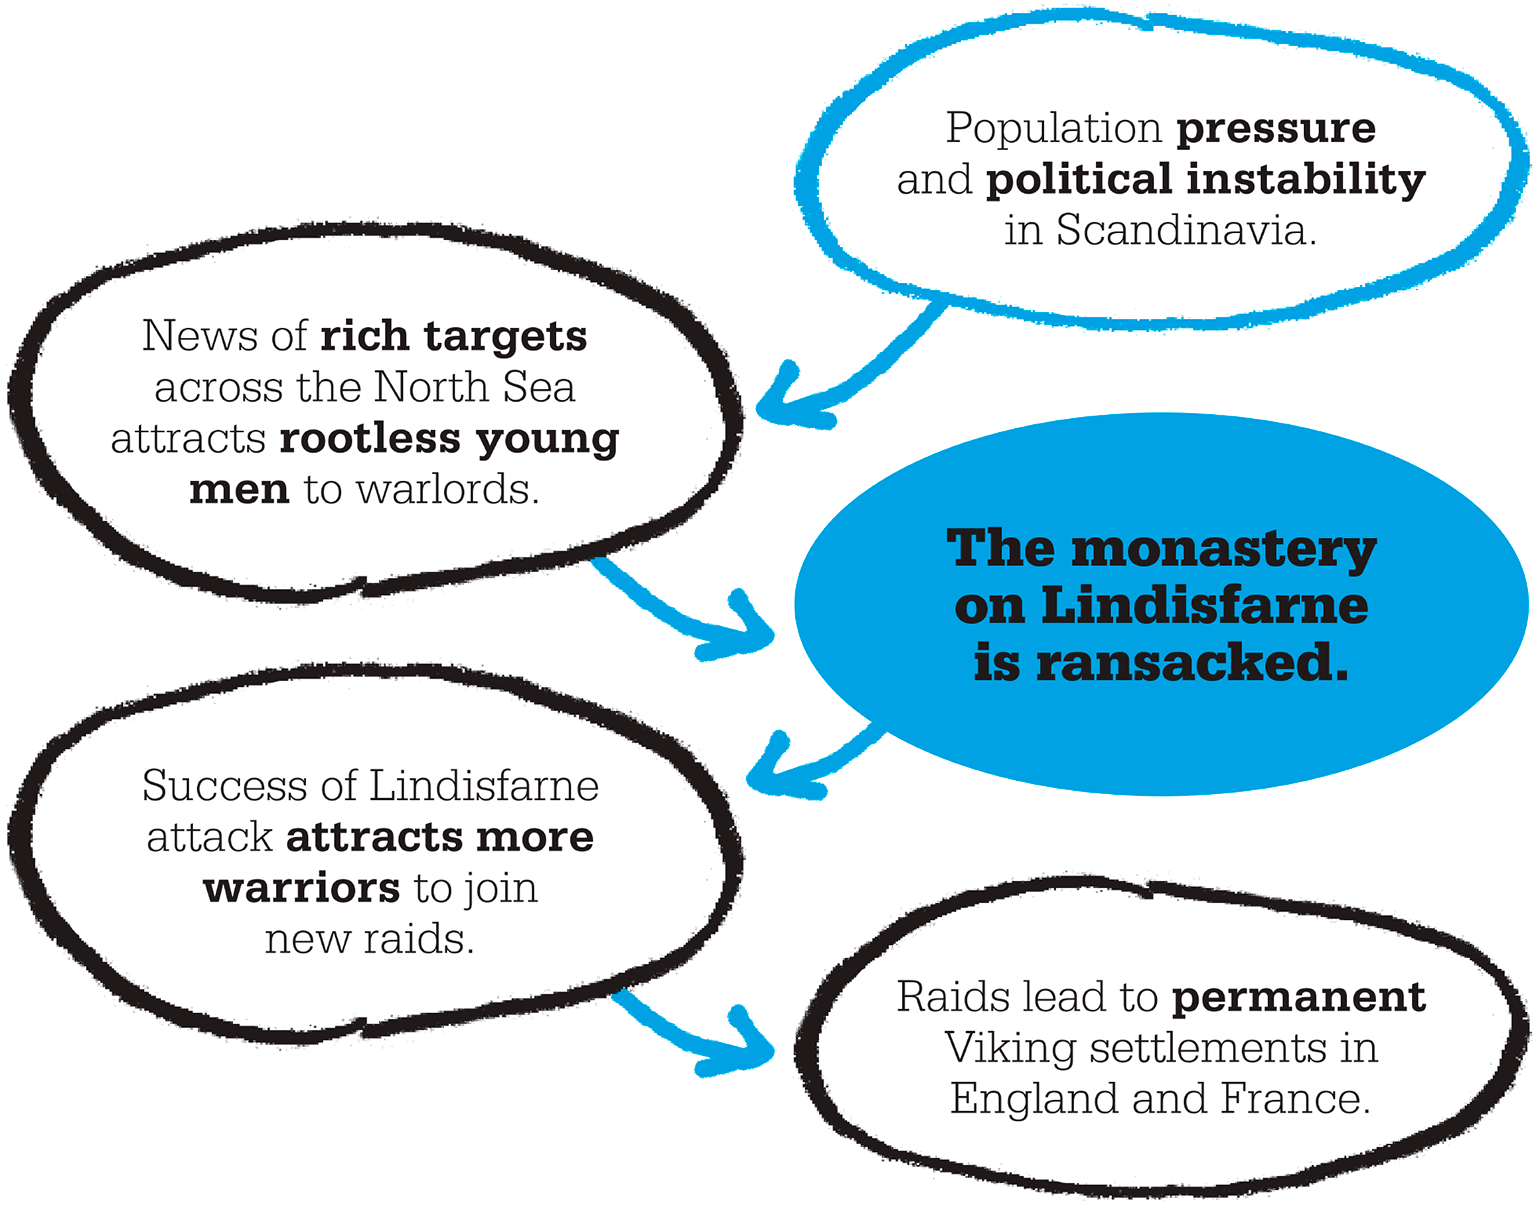 Population pressure
and political instability
in Scandinavia.
News of rich targets
across the North Sea
attracts rootless young
men to warlords.
The monastery
on Lindisfarne
is ransacked.
Success of Lindisfarne
attack attracts more
warriors to join
new raids.
Raids lead to permanent
Viking settlements in
England and France.